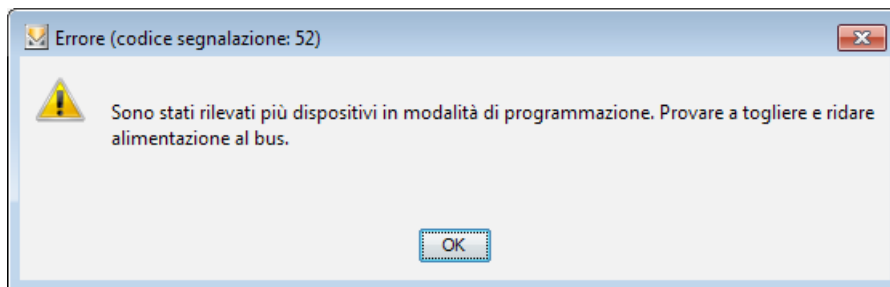 Errore (codice segnalazione: 52)
Sono stati rilevati più dispositivi in modalità di programmazione. Provare a togliere e ridare
alimentazione al bus.
OK